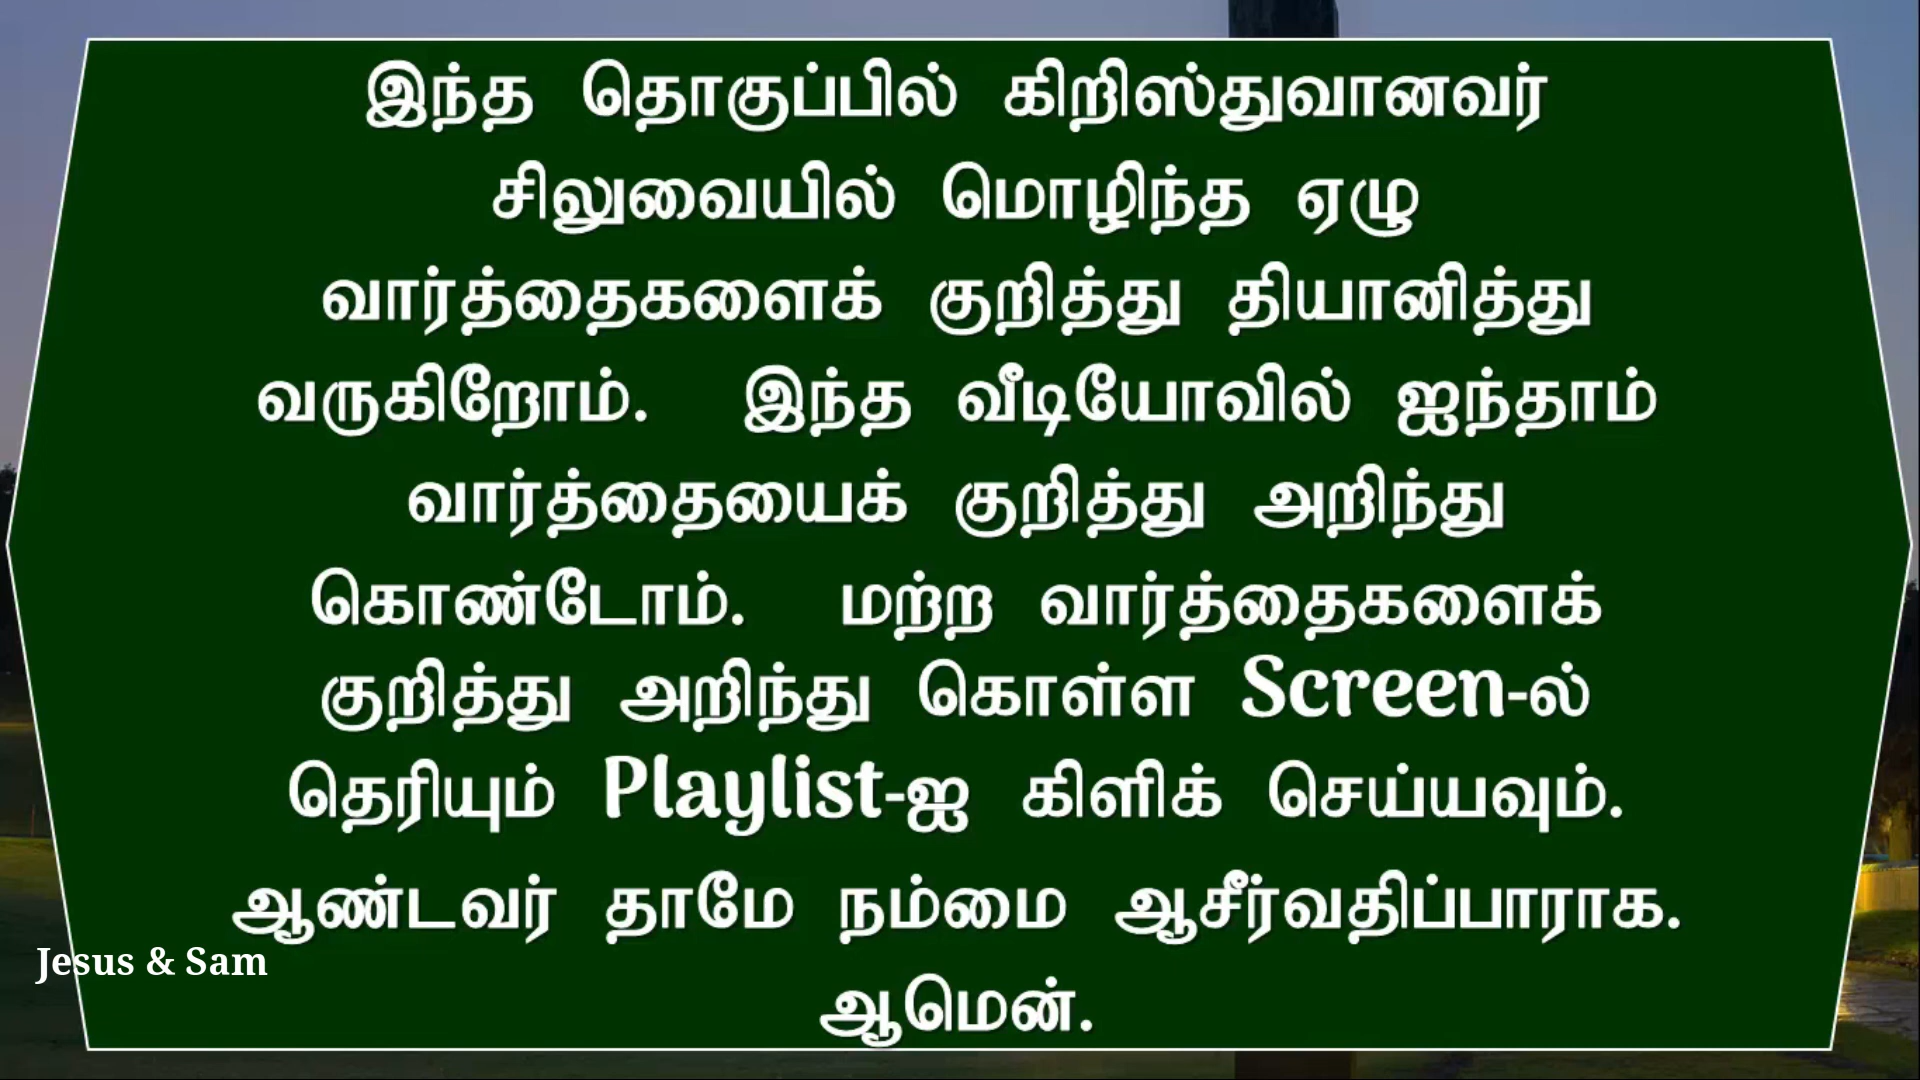 இந்த தொகுப்பில் கிறிஸ்துவானவர்
சிலுவையில் மொழிந்த ஏழு
வார்த்தைகளைக் குறித்து தியானித்து
வருகிறோம். இந்த வீடியோவில் ஐந்தாம்
வார்த்தையைக் குறித்து அறிந்து
கொண்டோம். மற்ற வார்த்தைகளைக்
குறித்து அறிந்து கொள்ள Screen-ல்
தெரியும் Playlist-ஐ கிளிக் செய்யவும்.
ஆண்டவர் தாமே நம்மை ஆசீர்வதிப்பாராக.
Jesus & Sam
ஆமென்.